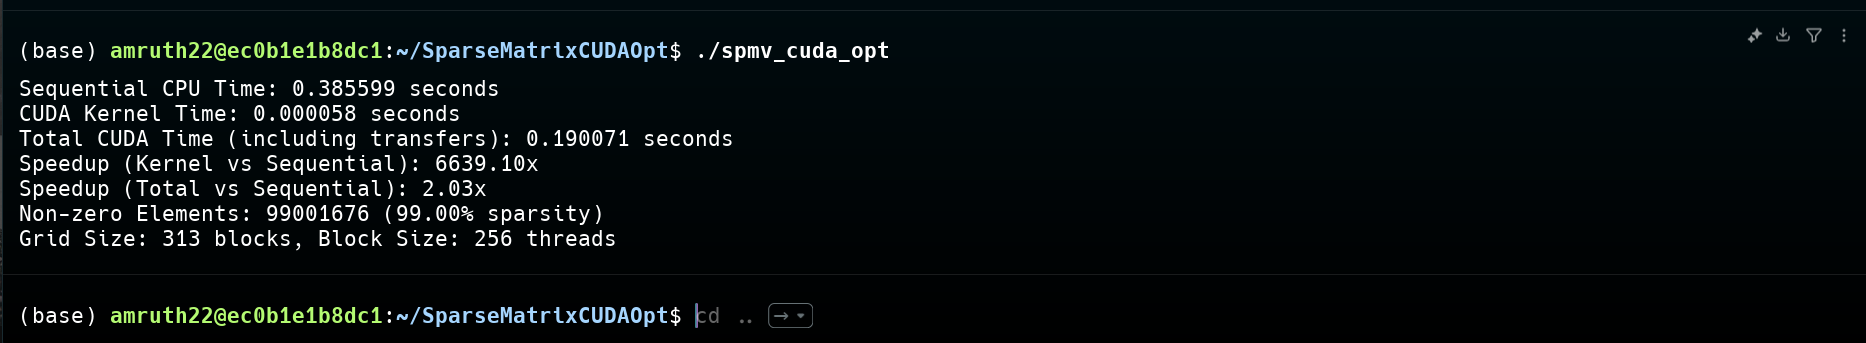 (base) amruth22@ec0b1e1b8dc1:~/SparseMatrixCUDAOpt$ ./spmv_cuda_opt
Sequential CPU Time: 0.385599 seconds
CUDA Kernel Time: 0.000058 seconds
Total CUDA Time (including transfers): 0.190071 seconds
Speedup (Kernel vs Sequential): 6639.10x
Speedup (Total vs Sequential): 2.03x
Non-zero Elements: 99001676 (99.00% sparsity)
Grid Size: 313 blocks, Block Size: 256 threads
(base) amruth22@ec0b1e1b8dc1:~/SparseMatrixCUDAOpt$ cd ..